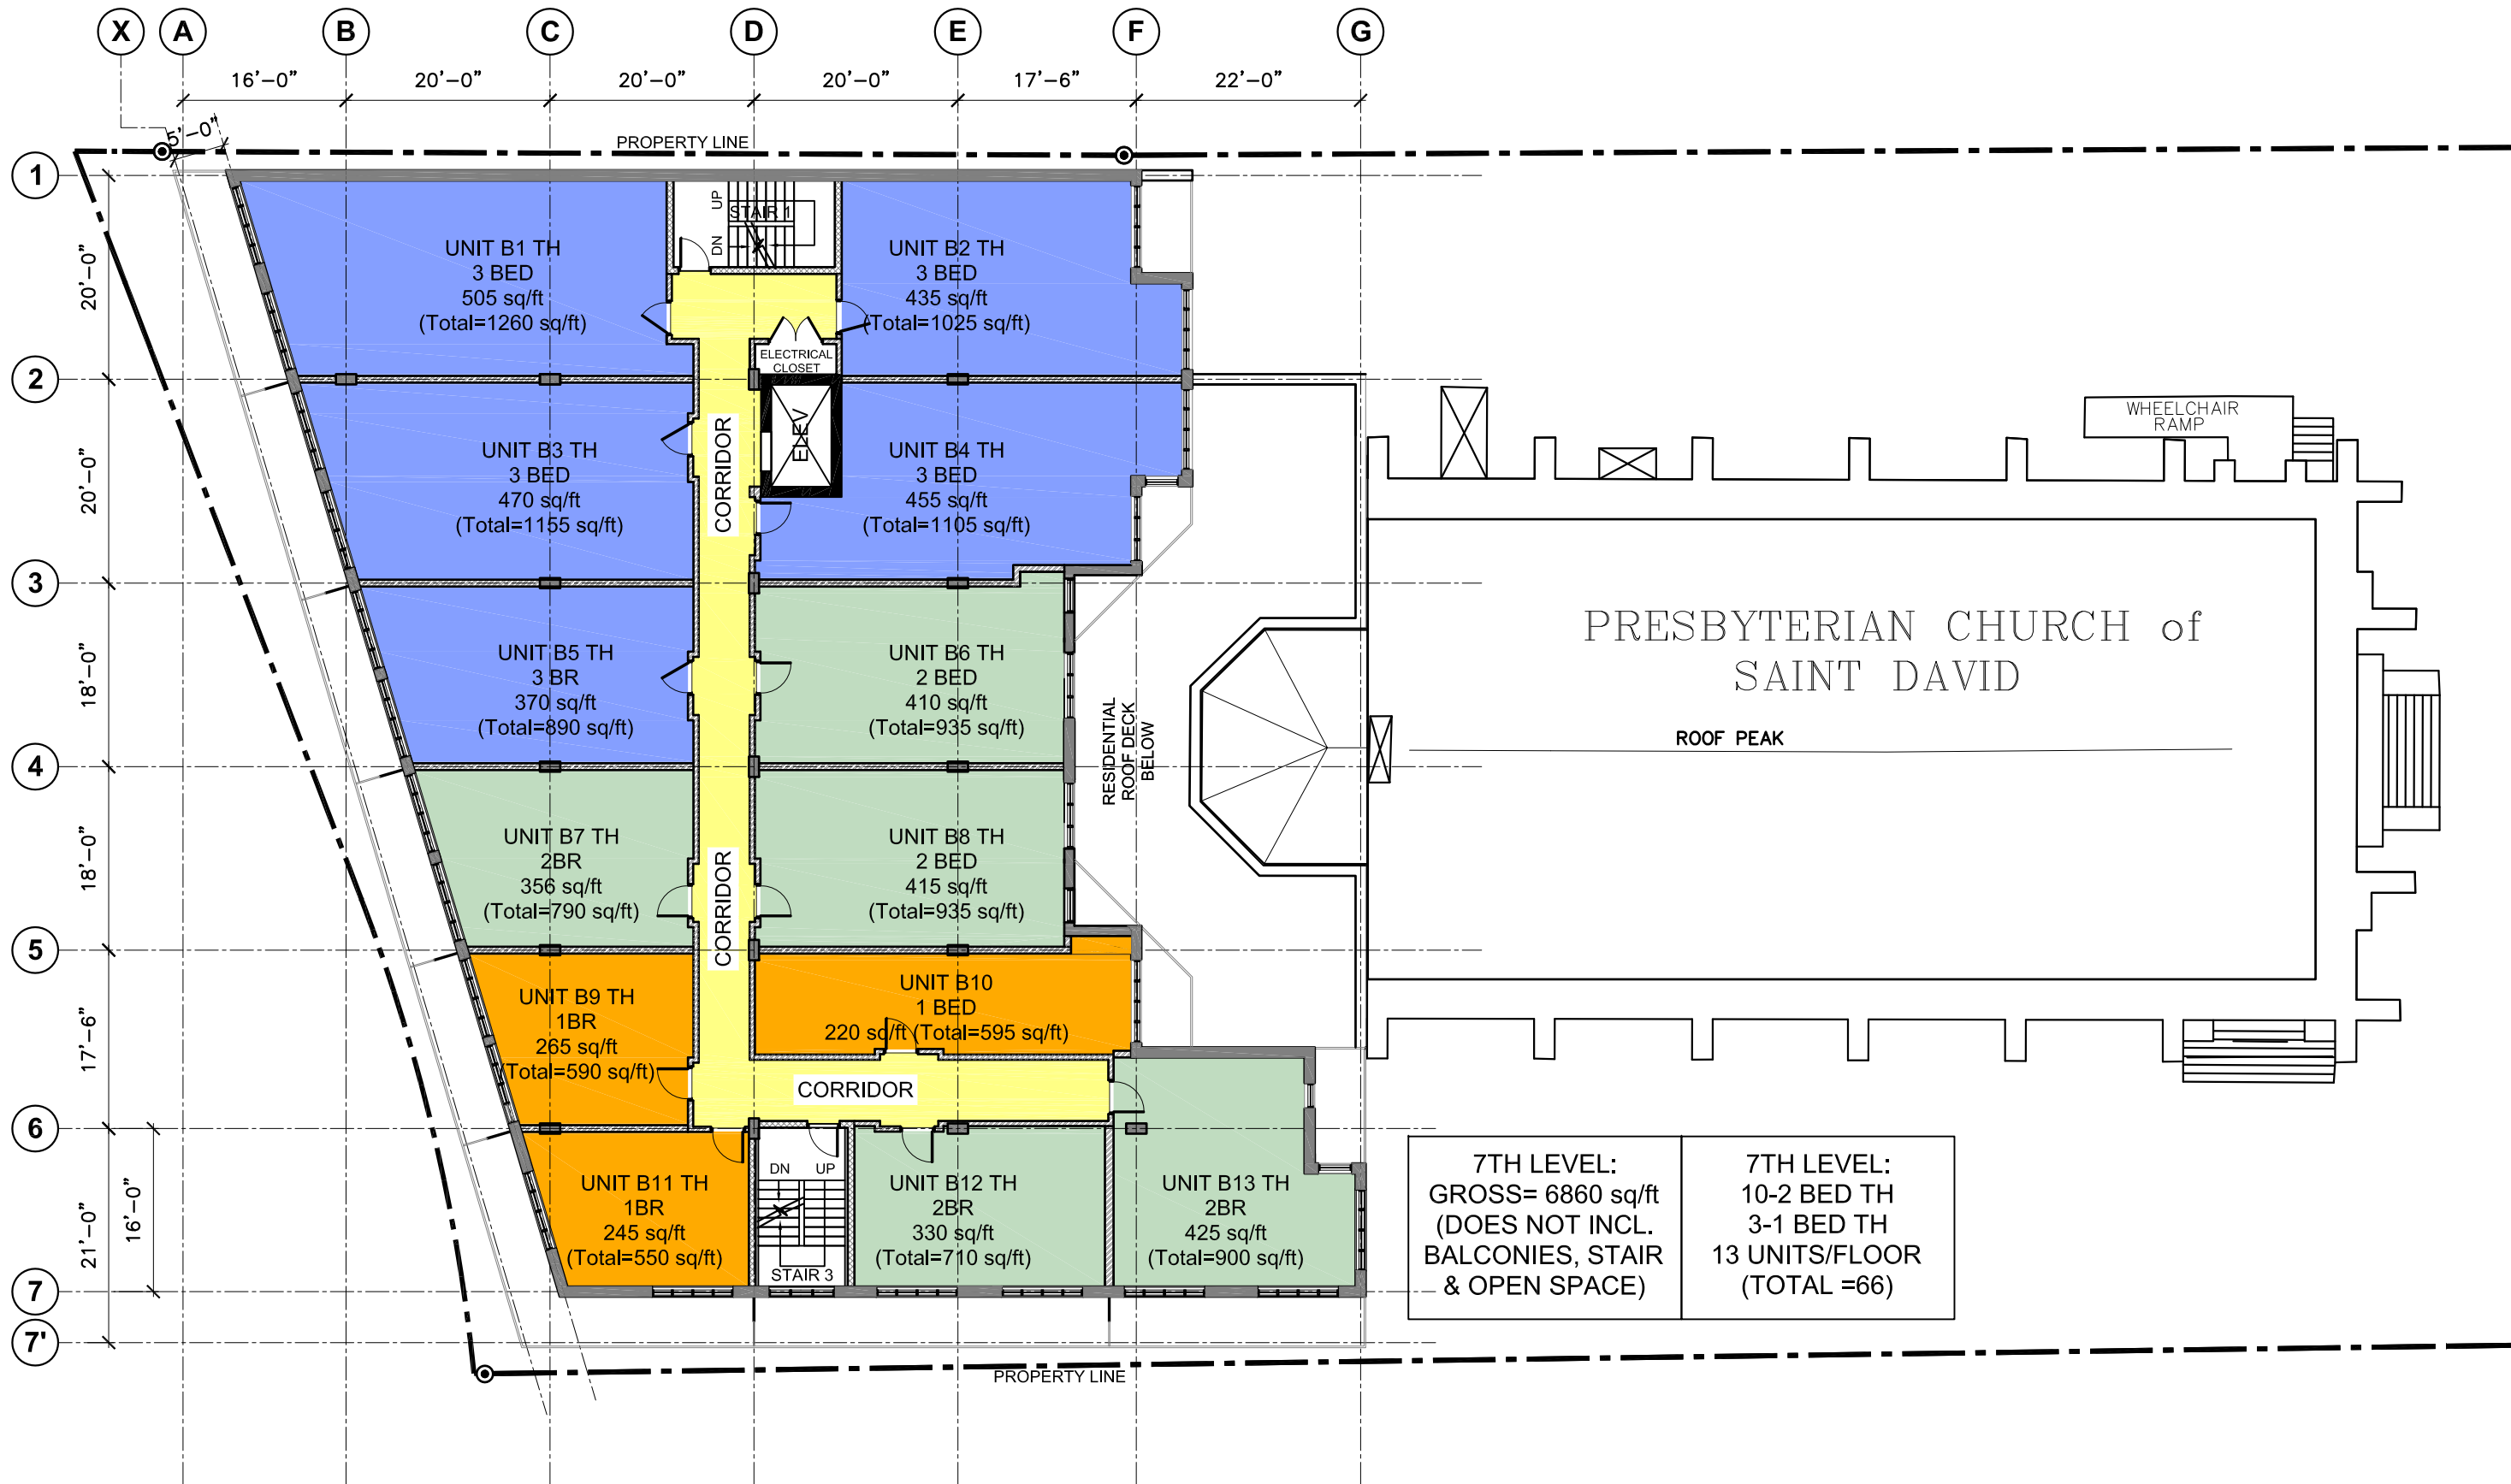 X
A
B
C
D
E
F
G
16'-0"
20'-0"
20'-0"
20'-0"
17'-6"
22'-0"
5'-0"
PROPERTY LINE
1
2
3
4
5
6
7
7'
20'-0"
20'-0"
18'-0"
18'-0"
17'-6"
21'-0"
16'-0"
UNIT B1 TH
3 BED
505 sq/ft
(Total=1260 sq/ft)
UP
DN
STAIR 1
UNIT B2 TH
3 BED
435 sq/ft
(Total=1025 sq/ft)
ELECTRICAL
CLOSET
ELEV
CORRIDOR
UNIT B3 TH
3 BED
470 sq/ft
(Total=1155 sq/ft)
UNIT B4 TH
3 BED
455 sq/ft
(Total=1105 sq/ft)
UNIT B5 TH
3 BR
370 sq/ft
(Total=890 sq/ft)
UNIT B6 TH
2 BED
410 sq/ft
(Total=935 sq/ft)
UNIT B7 TH
2BR
356 sq/ft
(Total=790 sq/ft)
CORRIDOR
UNIT B8 TH
2 BED
415 sq/ft
(Total=935 sq/ft)
UNIT B9 TH
1BR
265 sq/ft
(Total=590 sq/ft)
UNIT B10
1 BED
220 sq/ft (Total=595 sq/ft)
CORRIDOR
UNIT B11 TH
1BR
245 sq/ft
(Total=550 sq/ft)
DN
UP
STAIR 3
UNIT B12 TH
2BR
330 sq/ft
(Total=710 sq/ft)
UNIT B13 TH
2BR
425 sq/ft
(Total=900 sq/ft)
RESIDENTIAL
ROOF DECK
BELOW
WHEELCHAIR
RAMP
PRESBYTERIAN CHURCH of
SAINT DAVID
ROOF PEAK
7TH LEVEL:
GROSS= 6860 sq/ft
(DOES NOT INCL.
BALCONIES, STAIR
& OPEN SPACE)
7TH LEVEL:
10-2 BED TH
3-1 BED TH
13 UNITS/FLOOR
(TOTAL =66)
PROPERTY LINE